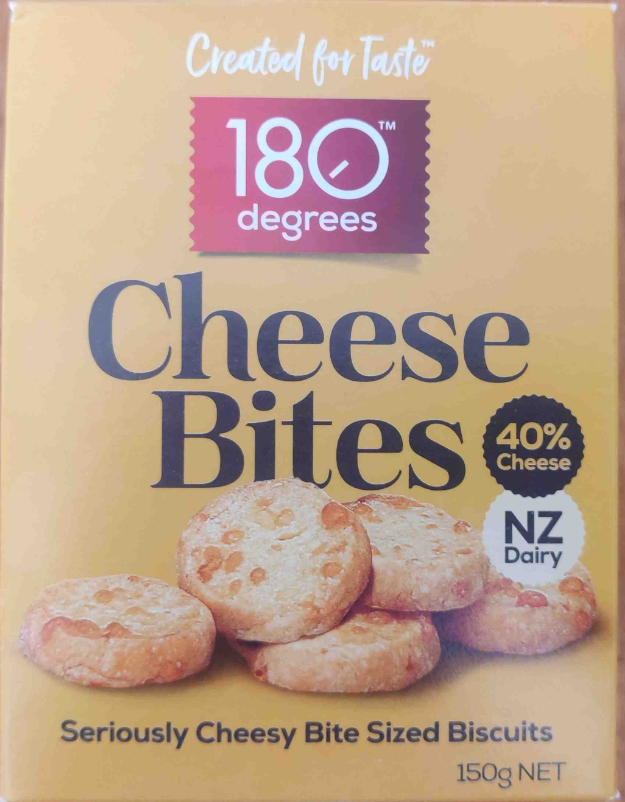 Created for Taste™
180™
degrees
Cheese
Bites
40%
Cheese
NZ
Dairy
Seriously Cheesy Bite Sized Biscuits
150g NET